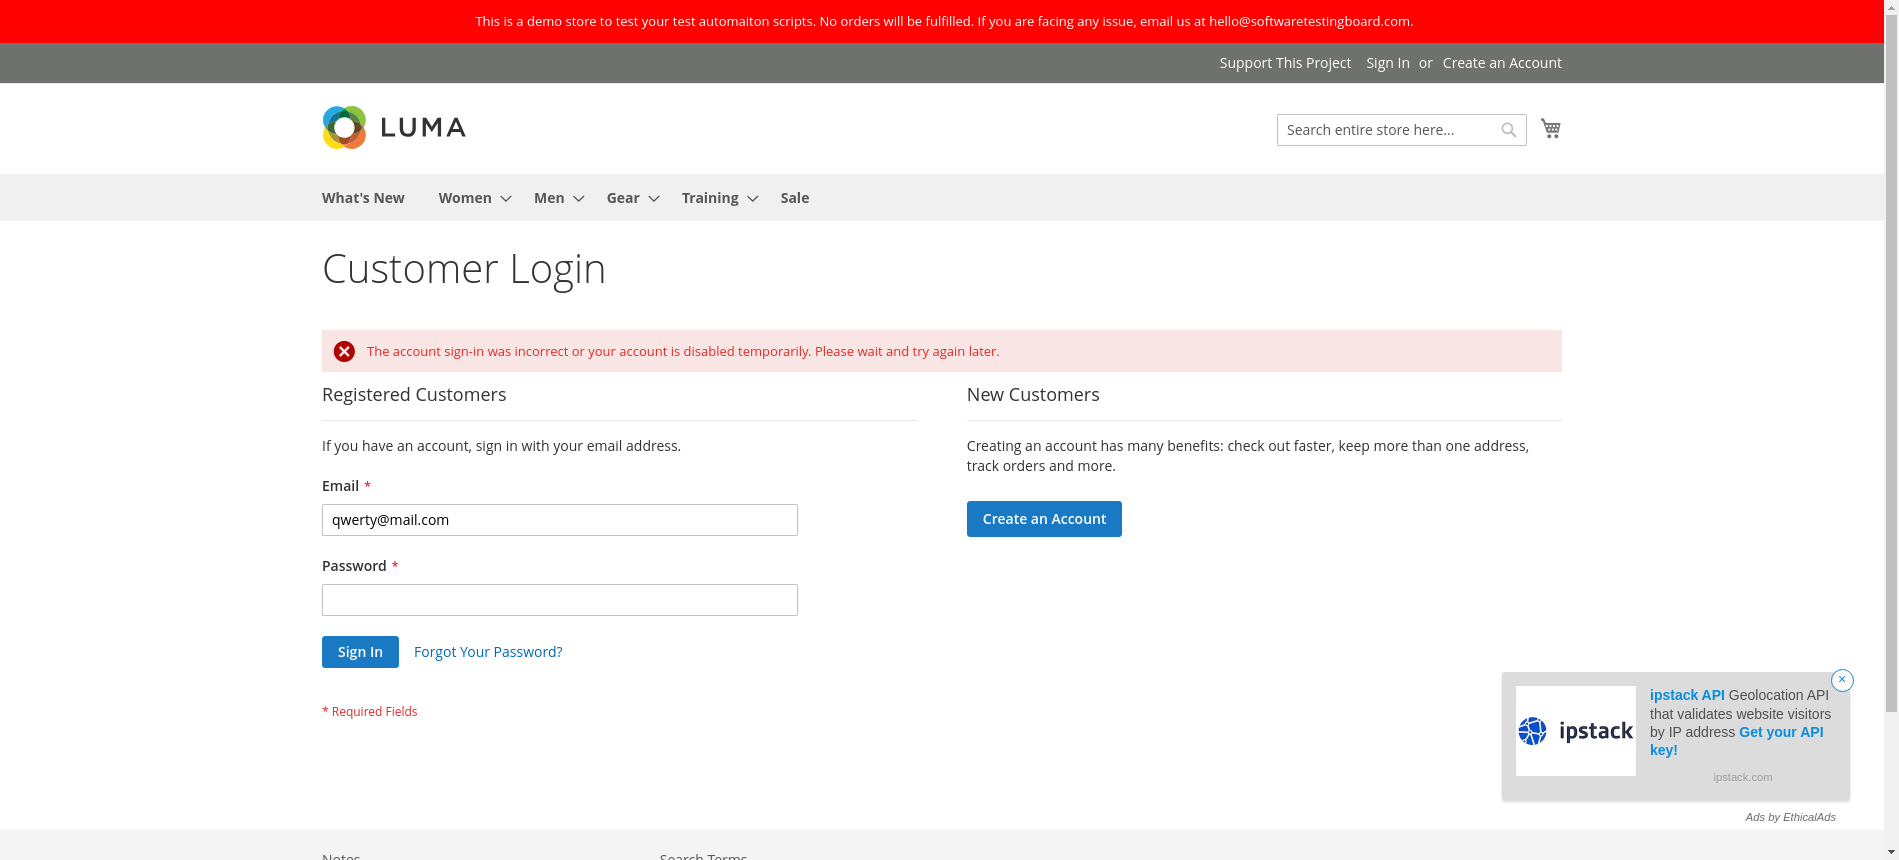 This is a demo store to test your test automaiton scripts. No orders will be fulfilled. If you are facing any issue, email us at hello@softwaretestingboard.com.
Support This Project Sign In or Create an Account
LUMA
Search entire store here...
What's New Women Men Gear Training Sale
Customer Login
The account sign-in was incorrect or your account is disabled temporarily. Please wait and try again later.
Registered Customers
If you have an account, sign in with your email address.
Email *
qwerty@mail.com
Password *
Sign In Forgot Your Password?
* Required Fields
New Customers
Creating an account has many benefits: check out faster, keep more than one address,
track orders and more.
Create an Account
×
ipstack
ipstack API Geolocation API
that validates website visitors
by IP address Get your API
key!
ipstack.com
Ads by EthicalAds
Notes Search Terms